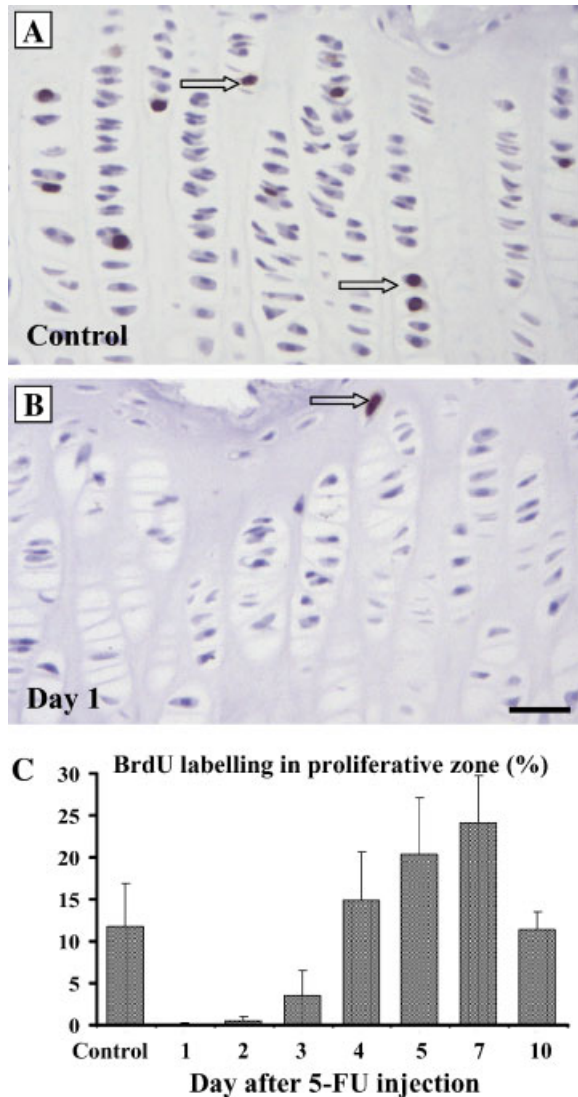 A
Control
B
Day 1
C
BrdU labelling in proliferative zone (%)
30
25
20
15
10
5
0
Control 1 2 3 4 5 7 10
Day after 5-FU injection